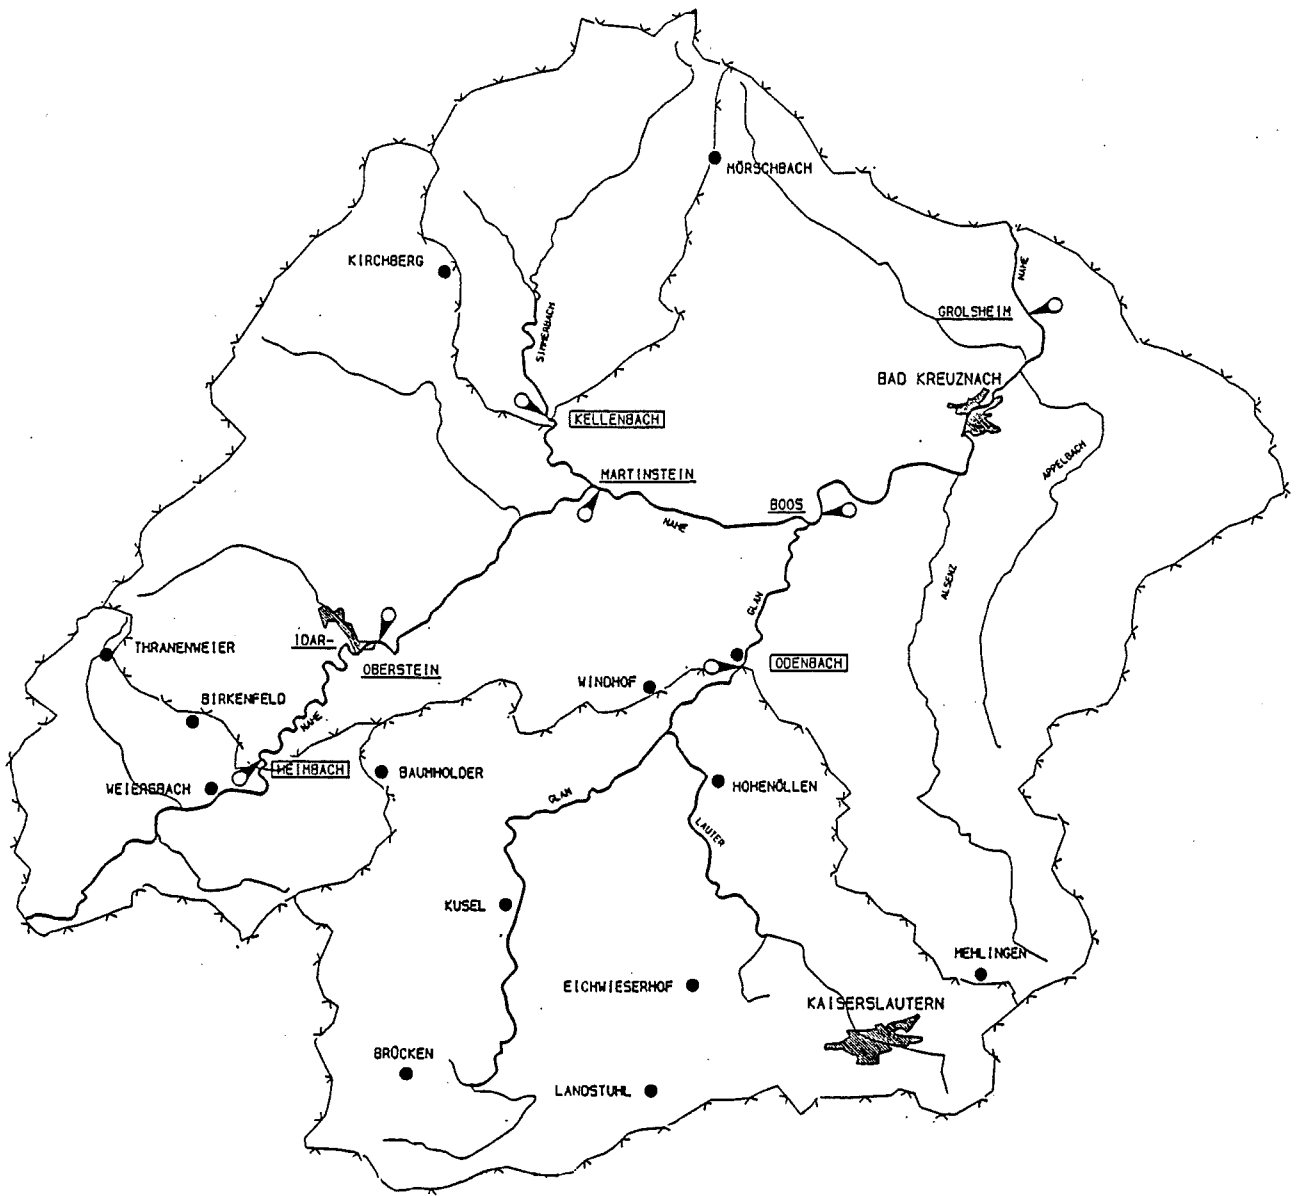 MÖRSCHBACH
KIRCHBERG
NAHE
GROLSHEIM
SIMMERBACH
BAD KREUZNACH
KELLENBACH
APPELBACH
MARTINSTEIN
BOOS
NAHE
ALSENZ
GLAN
IDAR-
THRANENWEIER
OBERSTEIN
ODENBACH
WINDHOF
BIRKENFELD
NAHE
HEIMBACH
BAUMHOLDER
WEIERSBACH
HOHENÖLLEN
GLAN
LAUTER
KUSEL
MEHLINGEN
EICHWIESERHOF
KAISERSLAUTERN
BRÜCKEN
LANDSTUHL